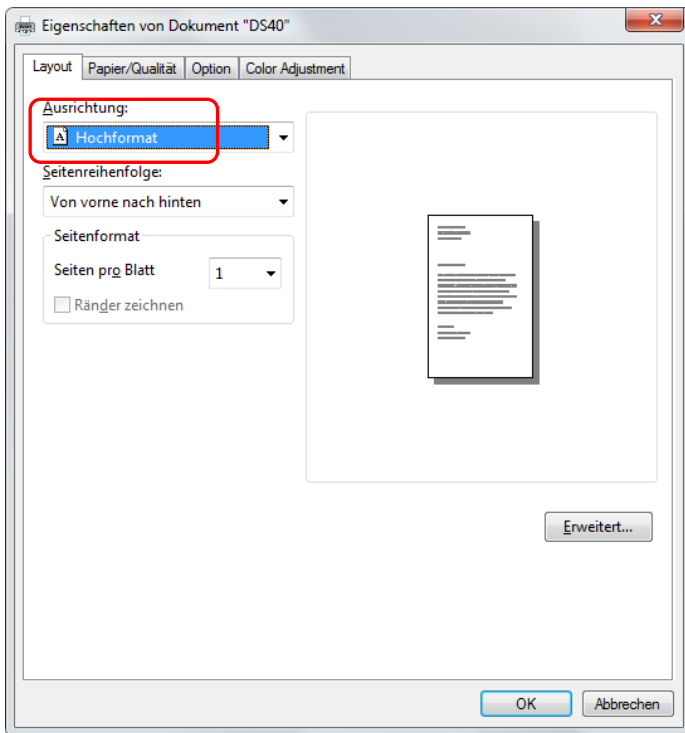 Eigenschaften von Dokument "DS40"
Layout Papier/Qualität Option Color Adjustment
Ausrichtung:
A Hochformat
Seitenreihenfolge:
Von vorne nach hinten
Seitenformat
Seiten pro Blatt 1
Ränder zeichnen
Erweitert...
OK Abbrechen